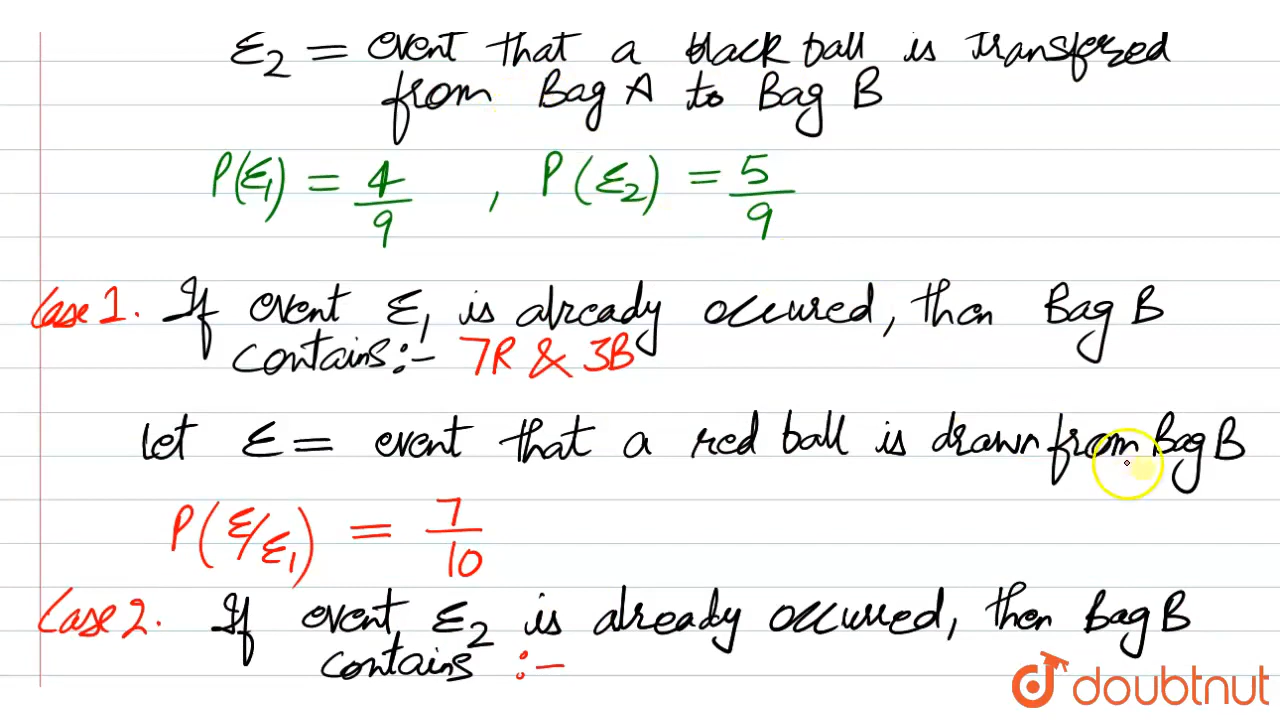 E2 = event that a black ball is transferred
from Bag A to Bag B
P(E1) = 4/9 , P(E2) = 5/9
Case 1. If event E1 is already occured, then Bag B
contains :- 7R & 3B
Let E = event that a red ball is drawn from Bag B
P(E/E1) = 7/10
Case 2. If event E2 is already occurred, then Bag B
contains :-
doubtnut